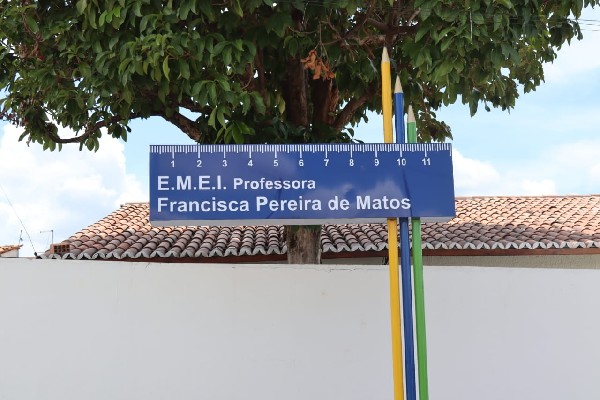 1 2 3 4 5 6 7 8 9 10 11
E.M.E.I. Professora
Francisca Pereira de Matos